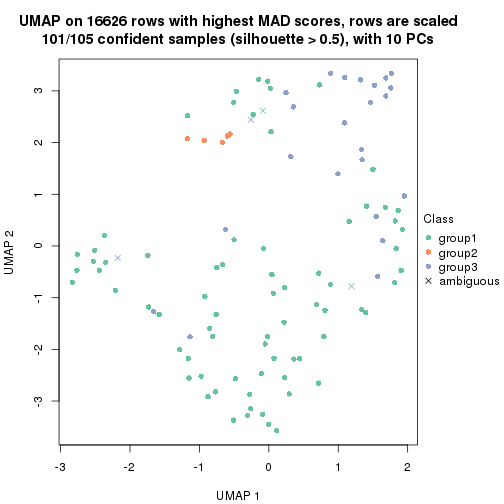 UMAP on 16626 rows with highest MAD scores, rows are scaled
101/105 confident samples (silhouette > 0.5), with 10 PCs
3
2
1
0
-1
-2
-3
UMAP 2
-3
-2
-1
0
1
2
UMAP 1
Class
group1
group2
group3
ambiguous